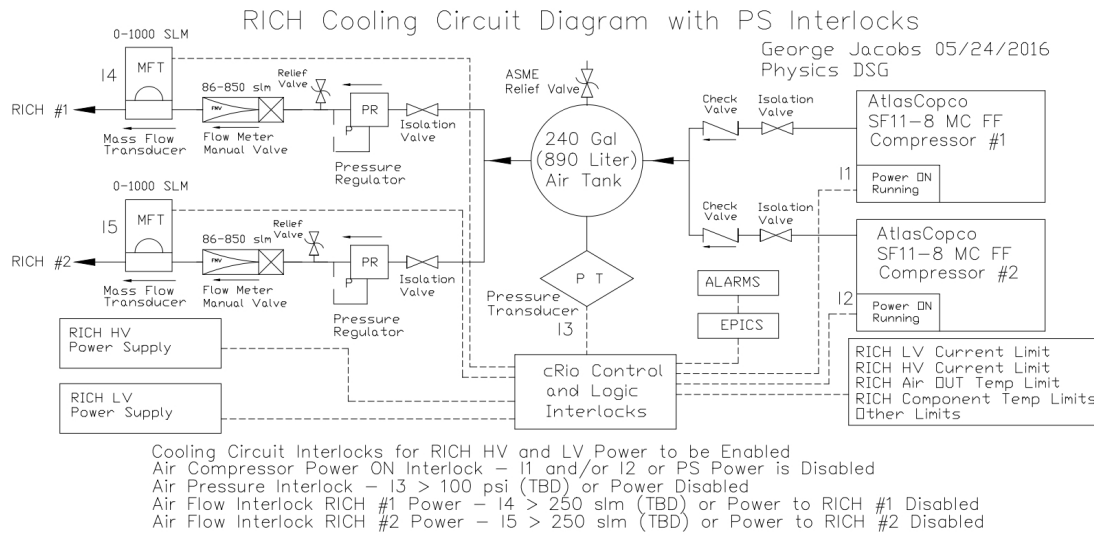 RICH Cooling Circuit Diagram with PS Interlocks
George Jacobs 05/24/2016
Physics DSG
0-1000 SLM
I4
MFT
RICH #1
Mass Flow
Transducer
86-850 slm
FMV
Flow Meter
Manual Valve
Relief
Valve
P
PR
Pressure
Regulator
Isolation
Valve
ASME
Relief Valve
240 Gal
(890 Liter)
Air Tank
Check
Valve
Isolation
Valve
AtlasCopco
SF11-8 MC FF
Compressor #1
I1
Power ON
Running
0-1000 SLM
I5
MFT
RICH #2
Mass Flow
Transducer
86-850 slm
FMV
Flow Meter
Manual Valve
Relief
Valve
P
PR
Pressure
Regulator
Isolation
Valve
P T
Pressure
Transducer
I3
Check
Valve
Isolation
Valve
AtlasCopco
SF11-8 MC FF
Compressor #2
I2
Power ON
Running
ALARMS
EPICS
RICH HV
Power Supply
RICH LV
Power Supply
cRio Control
and Logic
Interlocks
RICH LV Current Limit
RICH HV Current Limit
RICH Air OUT Temp Limit
RICH Component Temp Limits
Other Limits
Cooling Circuit Interlocks for RICH HV and LV Power to be Enabled
Air Compressor Power ON Interlock – I1 and/or I2 or PS Power is Disabled
Air Pressure Interlock – I3 > 100 psi (TBD) or Power Disabled
Air Flow Interlock RICH #1 Power – I4 > 250 slm (TBD) or Power to RICH #1 Disabled
Air Flow Interlock RICH #2 Power – I5 > 250 slm (TBD) or Power to RICH #2 Disabled